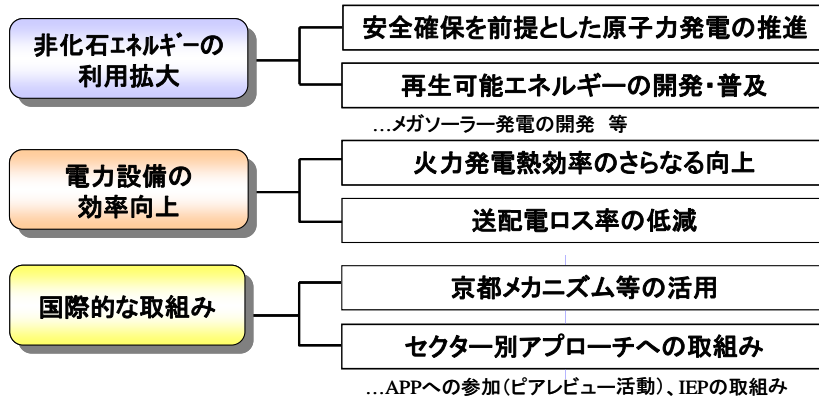 非化石エネルギーの
利用拡大
安全確保を前提とした原子力発電の推進
再生可能エネルギーの開発・普及
…メガソーラー発電の開発 等
電力設備の
効率向上
火力発電熱効率のさらなる向上
送配電ロス率の低減
国際的な取組み
京都メカニズム等の活用
セクター別アプローチへの取組み
…APPへの参加(ピアレビュー活動)、IEPの取組み